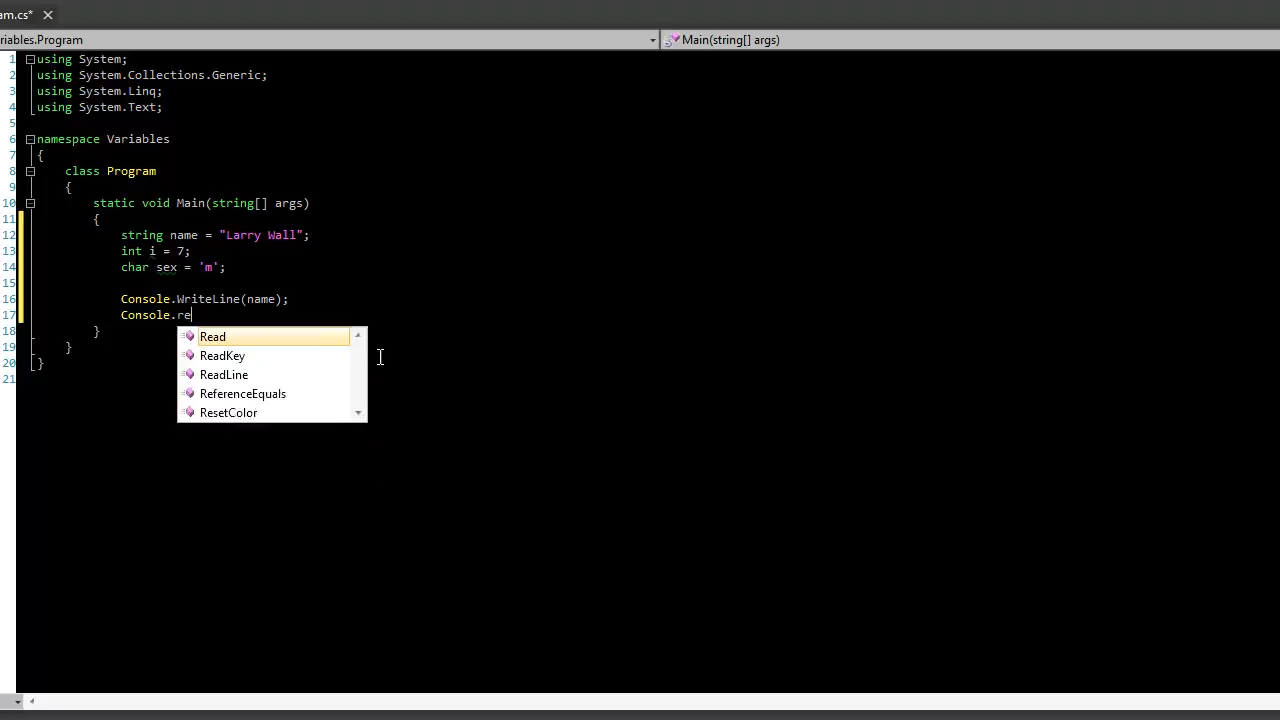 am.cs*
riables.Program
Main(string[] args)
1 using System;
2 using System.Collections.Generic;
3 using System.Linq;
4 using System.Text;
5
6 namespace Variables
7 {
8 class Program
9 {
10 static void Main(string[] args)
11 {
12 string name = "Larry Wall";
13 int i = 7;
14 char sex = 'm';
15
16 Console.WriteLine(name);
17 Console.re
18 }
19 }
20 }
21
Read
ReadKey
ReadLine
ReferenceEquals
ResetColor